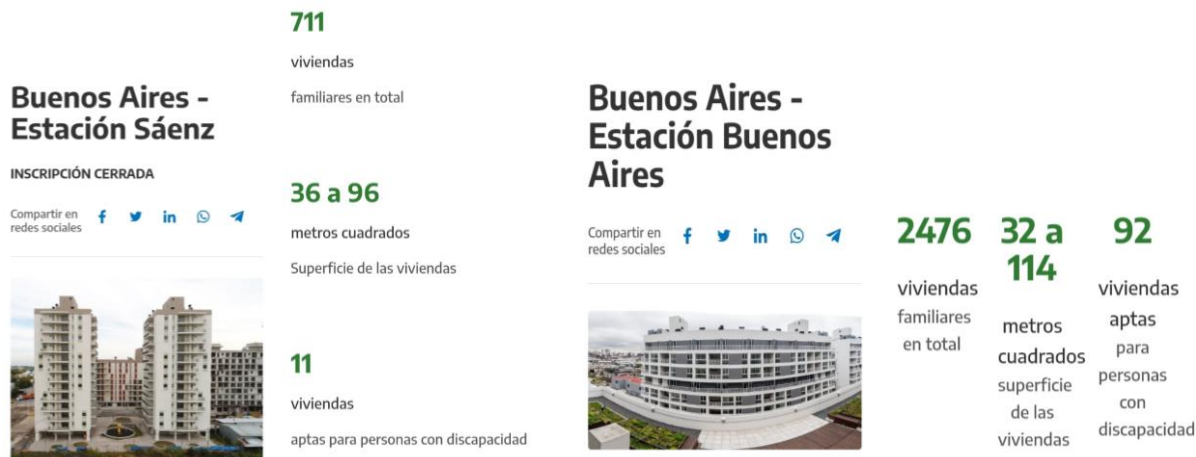 Buenos Aires -
Estación Sáenz
INSCRIPCIÓN CERRADA
Compartir en
redes sociales
711
viviendas
familiares en total
36 a 96
metros cuadrados
Superficie de las viviendas
11
viviendas
aptas para personas con discapacidad
Buenos Aires -
Estación Buenos
Aires
Compartir en
redes sociales
2476
viviendas
familiares
en total
32 a
114
metros
cuadrados
superficie
de las
viviendas
92
viviendas
aptas
para
personas
con
discapacidad